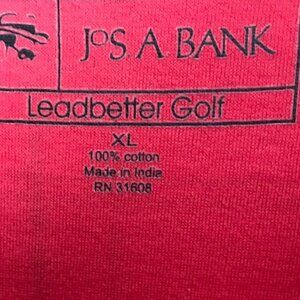 JOS. A. BANK
Leadbetter Golf
XL
100% cotton
Made in India
RN 31608